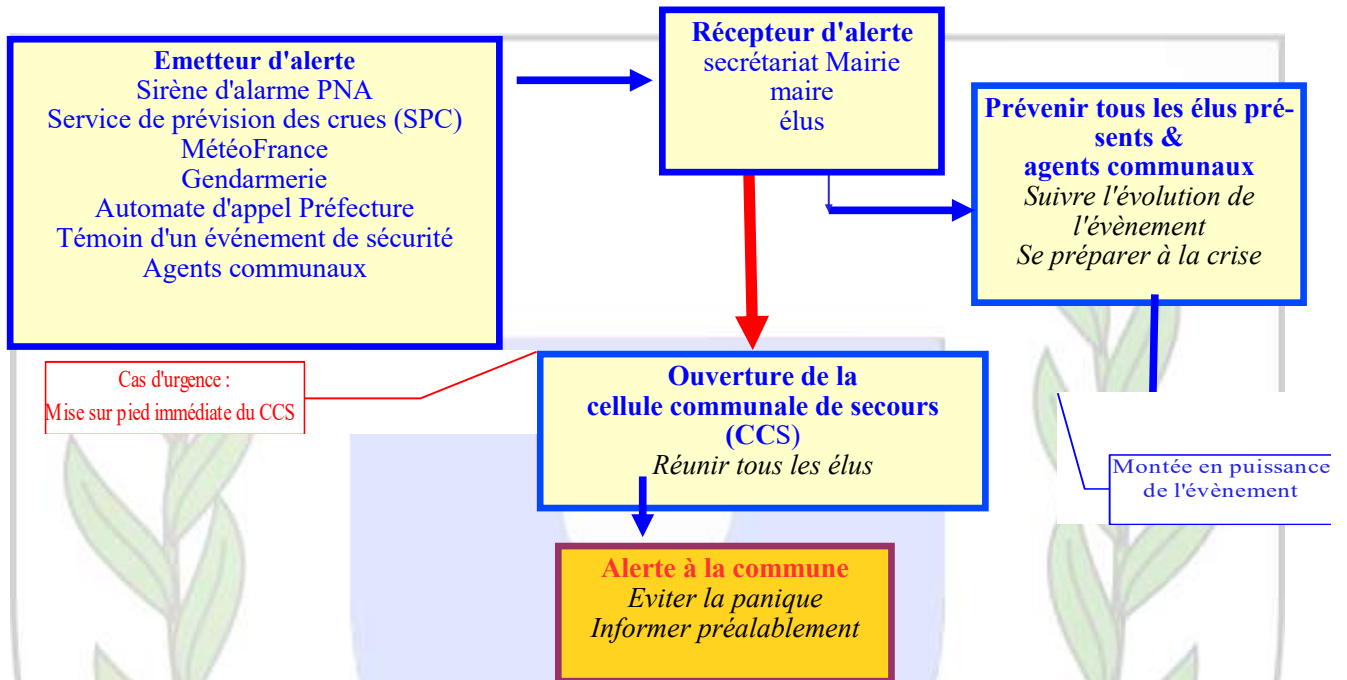 Emetteur d'alerte
Sirène d'alarme PNA
Service de prévision des crues (SPC)
MétéoFrance
Gendarmerie
Automate d'appel Préfecture
Témoin d'un événement de sécurité
Agents communaux
Récepteur d'alerte
secrétariat Mairie
maire
élus
Prévenir tous les élus pré-
sents &
agents communaux
Suivre l'évolution de
l'évènement
Se préparer à la crise
Cas d'urgence :
Mise sur pied immédiate du CCS
Ouverture de la
cellule communale de secours
(CCS)
Réunir tous les élus
Montée en puissance
de l'évènement
Alerte à la commune
Eviter la panique
Informer préalablement